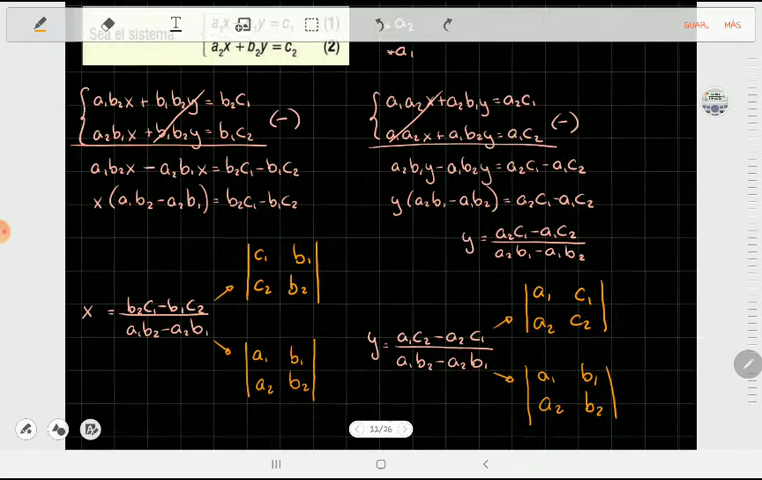 Sea el sistema
a₁x + b₁y = c₁ (1)
a₂x + b₂y = c₂ (2)
* a₂
* a₁
GUAR. MÁS
a₁b₂x + b₁b₂y = b₂c₁
a₂b₁x + b₁b₂y = b₁c₂ (−)
a₁b₂x − a₂b₁x = b₂c₁ − b₁c₂
x(a₁b₂ − a₂b₁) = b₂c₁ − b₁c₂
c₁ b₁
c₂ b₂
x = (b₂c₁ − b₁c₂)/(a₁b₂ − a₂b₁)
a₁ b₁
a₂ b₂
a₁a₂x + a₂b₁y = a₂c₁
a₁a₂x + a₁b₂y = a₁c₂ (−)
a₂b₁y − a₁b₂y = a₂c₁ − a₁c₂
y(a₂b₁ − a₁b₂) = a₂c₁ − a₁c₂
y = (a₂c₁ − a₁c₂)/(a₂b₁ − a₁b₂)
a₁ c₁
a₂ c₂
y = (a₁c₂ − a₂c₁)/(a₁b₂ − a₂b₁)
a₁ b₁
a₂ b₂
11/26